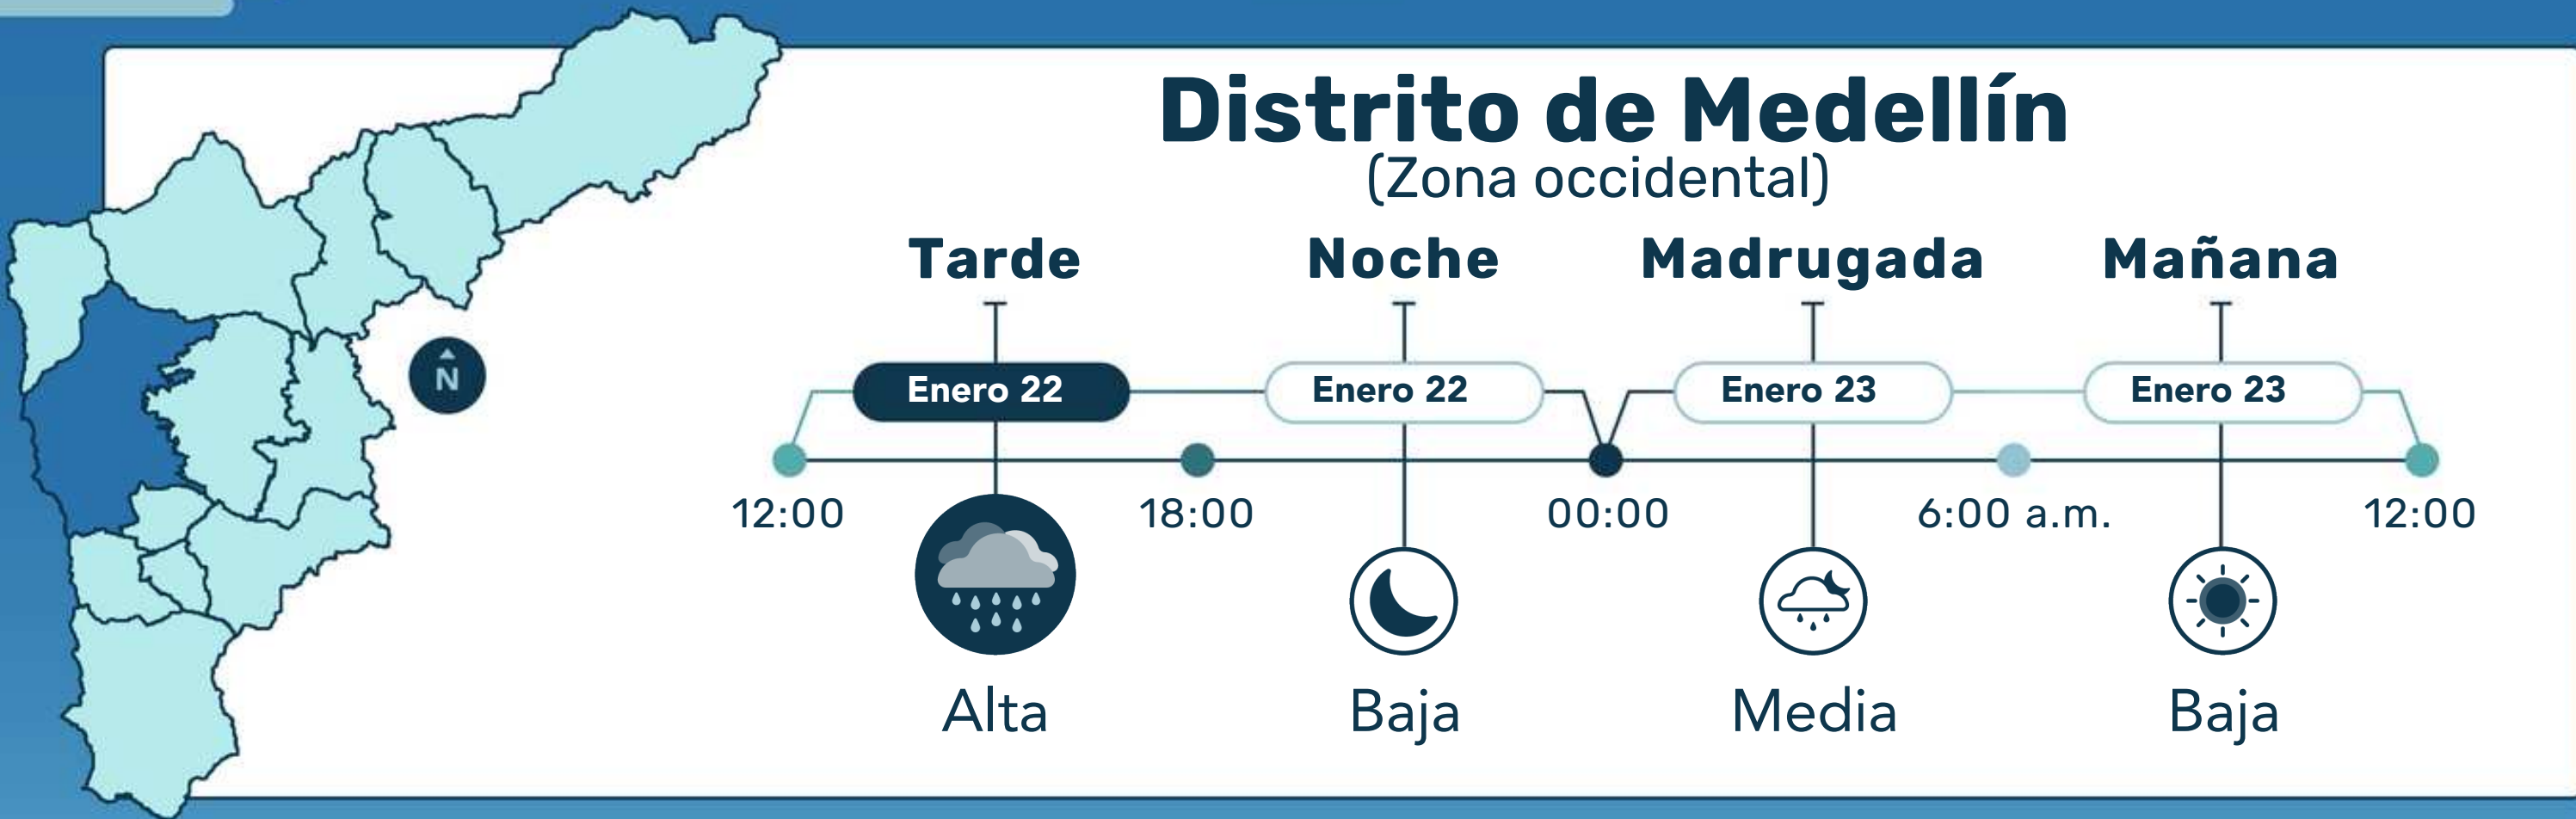 Distrito de Medellín
(Zona occidental)
Tarde Noche Madrugada Mañana
N
Enero 22 Enero 22 Enero 23 Enero 23
12:00 18:00 00:00 6:00 a.m. 12:00
Alta Baja Media Baja